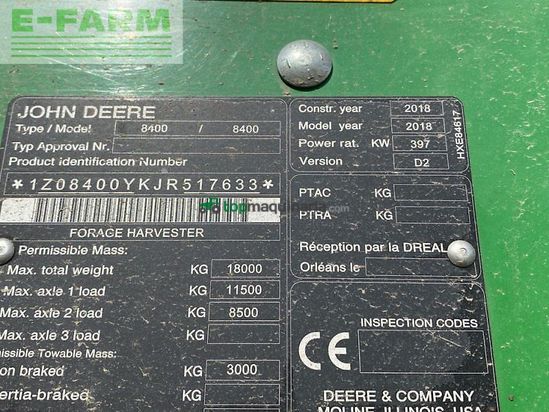 E-FARM
JOHN DEERE
Type / Model 8400 / 8400
Typ Approval Nr.
Product Identification Number
*1Z08400YKJR517633*
topmaquinaria.com
FORACE HARVESTER
Permissible Mass:
Max. total weight KG 18000
Max. axle 1 load KG 11500
Max. axle 2 load KG 8500
Max. axle 3 load KG
missible Towable Mass:
on braked KG 3000
ertia-braked KG
Constr. year 2018
Model year 2018
Power rat. KW 397
Version D2
HXE84617
PTAC KG
PTRA KG
Réception par la DREAL
Orléans le
CE
INSPECTION CODES
DEERE & COMPANY
MOLINE, ILLINOIS, USA